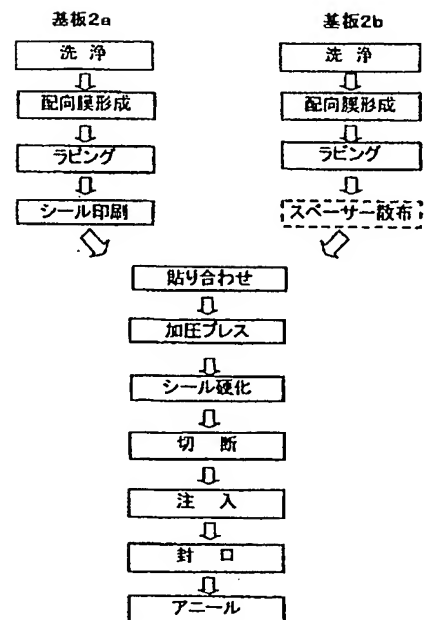 基板2a
洗浄
配向膜形成
ラビング
シール印刷
基板2b
洗浄
配向膜形成
ラビング
スペーサー散布
貼り合わせ
加圧プレス
シール硬化
切断
注入
封口
アニール